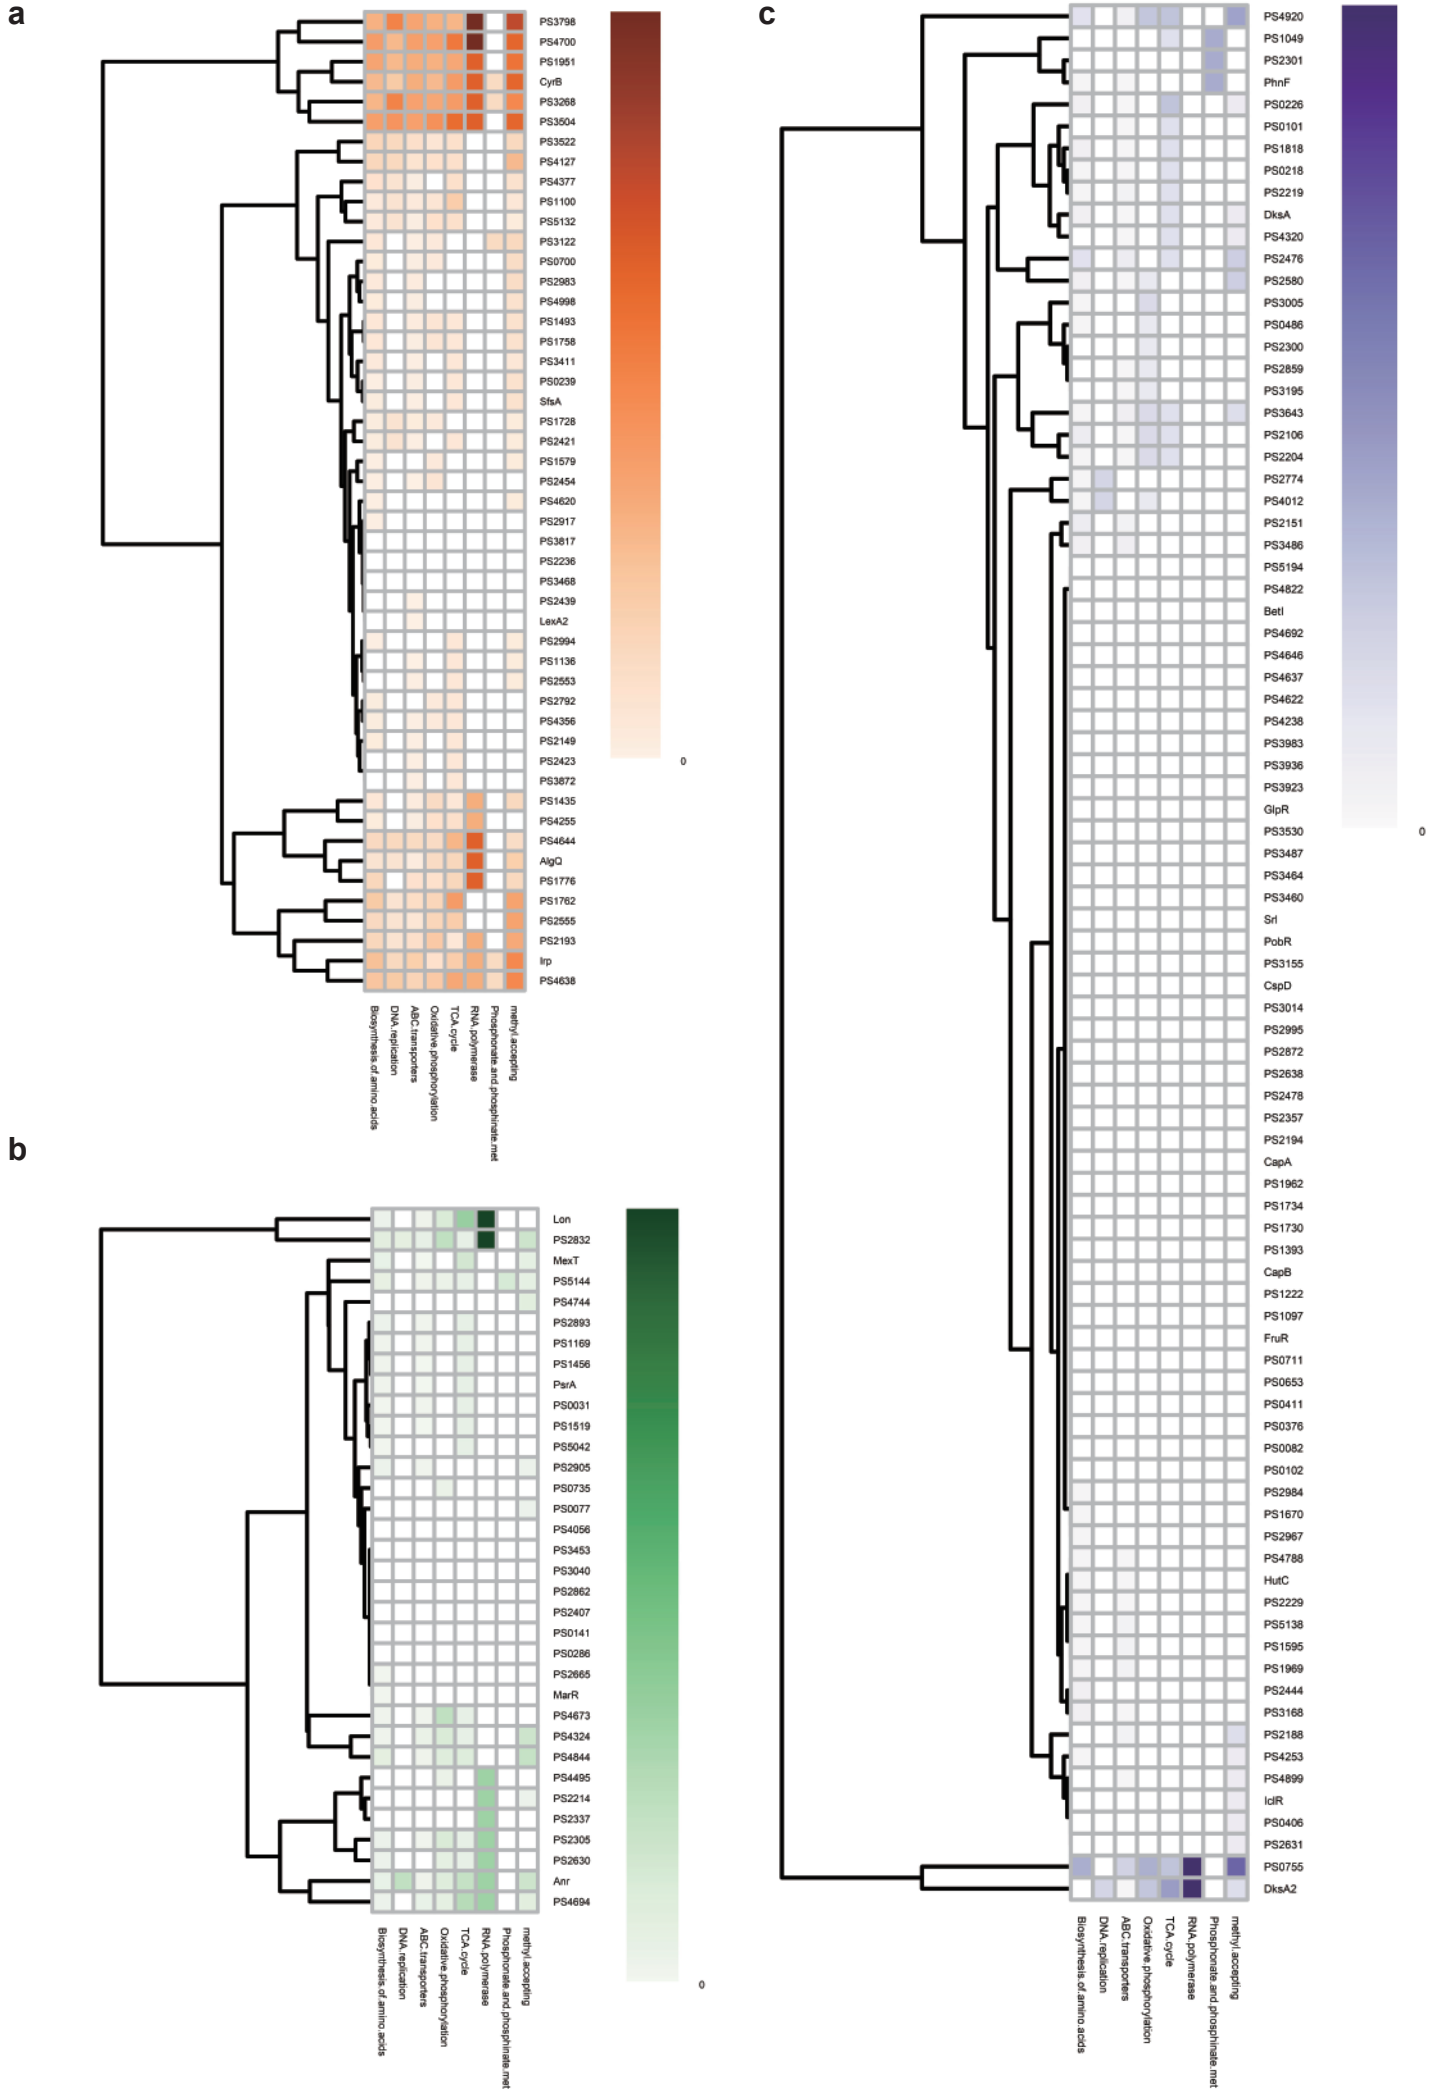 a
PS3798
PS4700
PS1951
CyrB
PS3268
PS3504
PS3522
PS4127
PS4377
PS1100
PS5132
PS3122
PS0700
PS2983
PS4998
PS1493
PS1758
PS3411
PS0239
SfsA
PS1728
PS2421
PS1579
PS2454
PS4620
PS2917
PS3817
PS2236
PS3468
PS2439
LexA2
PS2994
PS1136
PS2553
PS2792
PS4356
PS2149
PS2423
PS3872
PS1435
PS4255
PS4644
AlgQ
PS1776
PS1762
PS2555
PS2193
lrp
PS4638
Biosynthesis.of.amino.acids
DNA.replication
ABC.transporters
Oxidative.phosphorylation
TCA.cycle
RNA.polymerase
Phosphonate.and.phosphinate.met
methyl.accepting
0
b
Lon
PS2832
MexT
PS5144
PS4744
PS2893
PS1169
PS1456
PsrA
PS0031
PS1519
PS5042
PS2905
PS0735
PS0077
PS4056
PS3453
PS3040
PS2862
PS2407
PS0141
PS0286
PS2665
MarR
PS4673
PS4324
PS4844
PS4495
PS2214
PS2337
PS2305
PS2630
Anr
PS4694
Biosynthesis.of.amino.acids
DNA.replication
ABC.transporters
Oxidative.phosphorylation
TCA.cycle
RNA.polymerase
Phosphonate.and.phosphinate.met
methyl.accepting
0
c
PS4920
PS1049
PS2301
PhnF
PS0226
PS0101
PS1818
PS0218
PS2219
DksA
PS4320
PS2476
PS2580
PS3005
PS0486
PS2300
PS2859
PS3195
PS3643
PS2106
PS2204
PS2774
PS4012
PS2151
PS3486
PS5194
PS4822
BetI
PS4692
PS4646
PS4637
PS4622
PS4238
PS3983
PS3936
PS3923
GlpR
PS3530
PS3487
PS3464
PS3460
Srl
PobR
PS3155
CspD
PS3014
PS2995
PS2872
PS2638
PS2478
PS2357
PS2194
CapA
PS1962
PS1734
PS1730
PS1393
CapB
PS1222
PS1097
FruR
PS0711
PS0653
PS0411
PS0376
PS0082
PS0102
PS2984
PS1670
PS2967
PS4788
HutC
PS2229
PS5138
PS1595
PS1969
PS2444
PS3168
PS2188
PS4253
PS4899
IclR
PS0406
PS2631
PS0755
DksA2
Biosynthesis.of.amino.acids
DNA.replication
ABC.transporters
Oxidative.phosphorylation
TCA.cycle
RNA.polymerase
Phosphonate.and.phosphinate.met
methyl.accepting
0